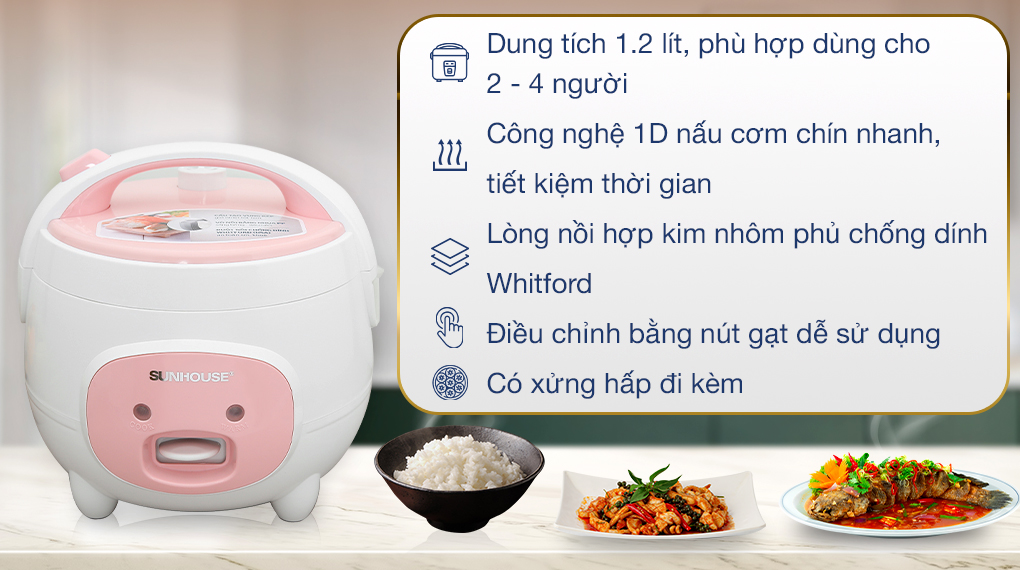 Dung tích 1.2 lít, phù hợp dùng cho
2 - 4 người
Công nghệ 1D nấu cơm chín nhanh,
tiết kiệm thời gian
Lòng nồi hợp kim nhôm phủ chống dính
Whitford
Điều chỉnh bằng nút gạt dễ sử dụng
Có xửng hấp đi kèm
SUNHOUSE